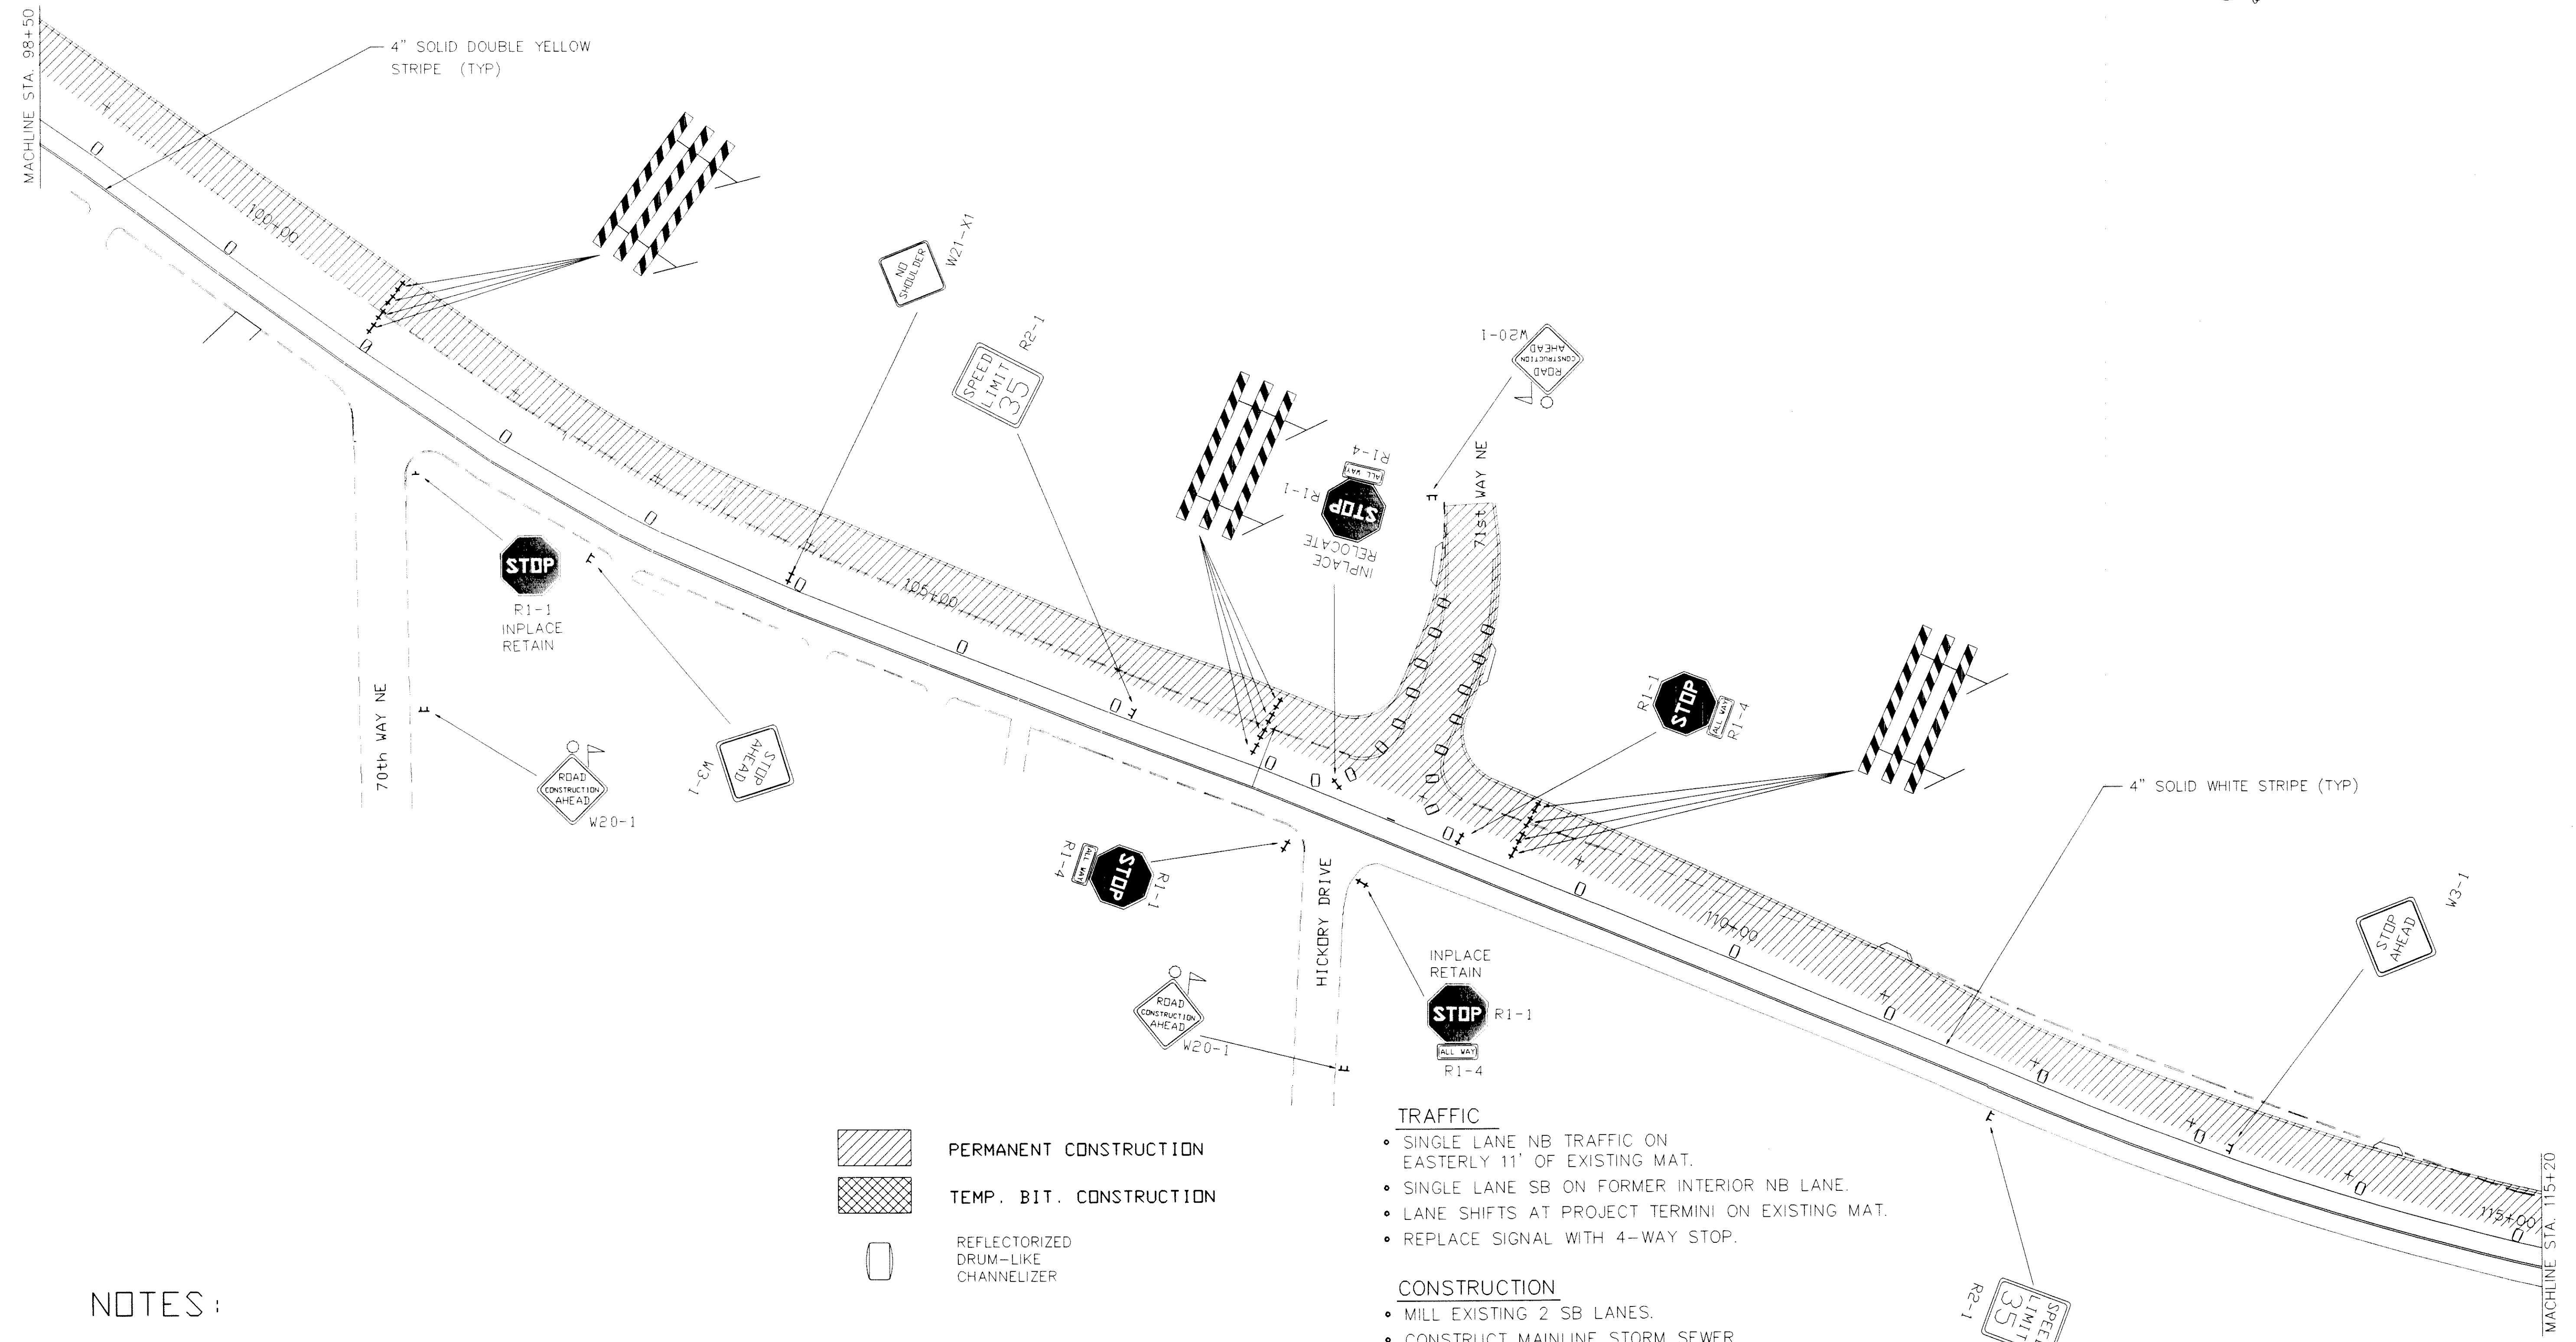 MACHLINE STA. 98+50
4" SOLID DOUBLE YELLOW
STRIPE (TYP)
100+00
NO
SHOULDER
W21-X1
SPEED
LIMIT
35
R2-1
W20-1
ROAD
CONSTRUCTION
AHEAD
R1-4
ALL WAY
R1-1
STOP
INPLACE
RELOCATE
71st WAY NE
STOP
R1-1
INPLACE
RETAIN
105+00
70th WAY NE
ROAD
CONSTRUCTION
AHEAD
W20-1
STOP
AHEAD
W3-1
R1-1
STOP
ALL WAY
R1-4
4" SOLID WHITE STRIPE (TYP)
R1-4
ALL WAY
STOP
R1-1
HICKORY DRIVE
110+00
STOP
AHEAD
W3-1
INPLACE
RETAIN
STOP
R1-1
ALL WAY
R1-4
ROAD
CONSTRUCTION
AHEAD
W20-1
PERMANENT CONSTRUCTION
TEMP. BIT. CONSTRUCTION
REFLECTORIZED
DRUM-LIKE
CHANNELIZER
TRAFFIC
• SINGLE LANE NB TRAFFIC ON
EASTERLY 11' OF EXISTING MAT.
• SINGLE LANE SB ON FORMER INTERIOR NB LANE.
• LANE SHIFTS AT PROJECT TERMINI ON EXISTING MAT.
• REPLACE SIGNAL WITH 4-WAY STOP.
CONSTRUCTION
• MILL EXISTING 2 SB LANES.
• CONSTRUCT MAINLINE STORM SEWER
115+00
MACHLINE STA. 115+20
R2-1
LIMIT
35
NOTES: